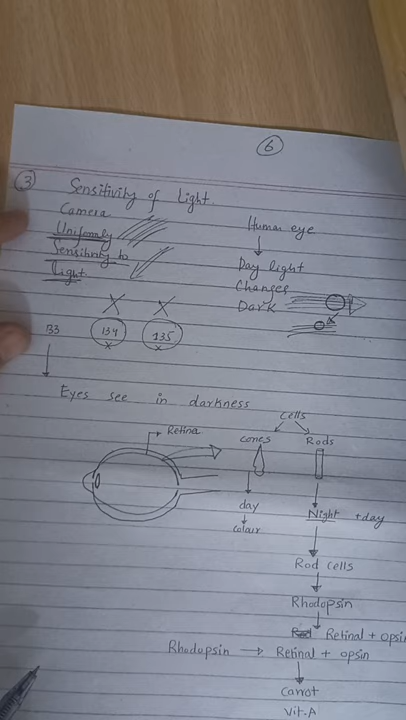 6
3 Sensitivity of Light
Camera
Uniformly
Sensitivity to
Light
Human eye
Day light
Changes
Dark
133 134 135
Eyes see in darkness
Retina
Cells
cones Rods
day
colour
Night + day
Rod cells
Rhodopsin
Retinal + opsin
Rhodopsin → Retinal + opsin
carrot
Vit. A